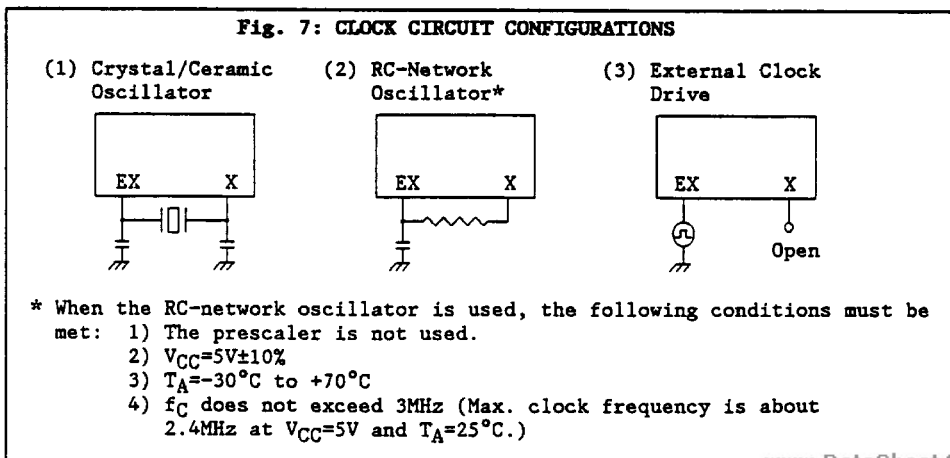 Fig. 7: CLOCK CIRCUIT CONFIGURATIONS
(1) Crystal/Ceramic Oscillator
(2) RC-Network Oscillator*
(3) External Clock Drive
EX X
EX X
EX X
Open
* When the RC-network oscillator is used, the following conditions must be
met: 1) The prescaler is not used.
2) VCC=5V±10%
3) TA=-30°C to +70°C
4) fC does not exceed 3MHz (Max. clock frequency is about
2.4MHz at VCC=5V and TA=25°C.)